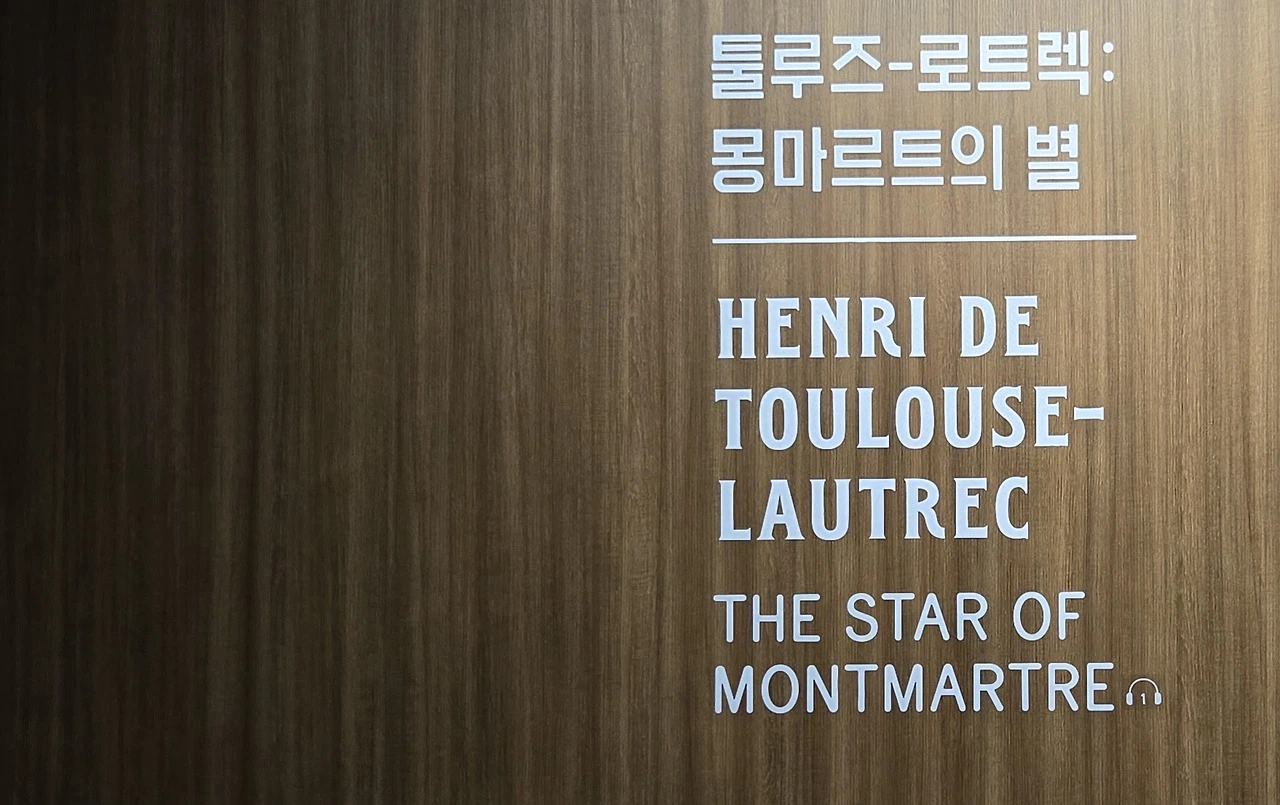 툴루즈-로트렉:
몽마르트의 별
HENRI DE
TOULOUSE-
LAUTREC
THE STAR OF
MONTMARTRE 1